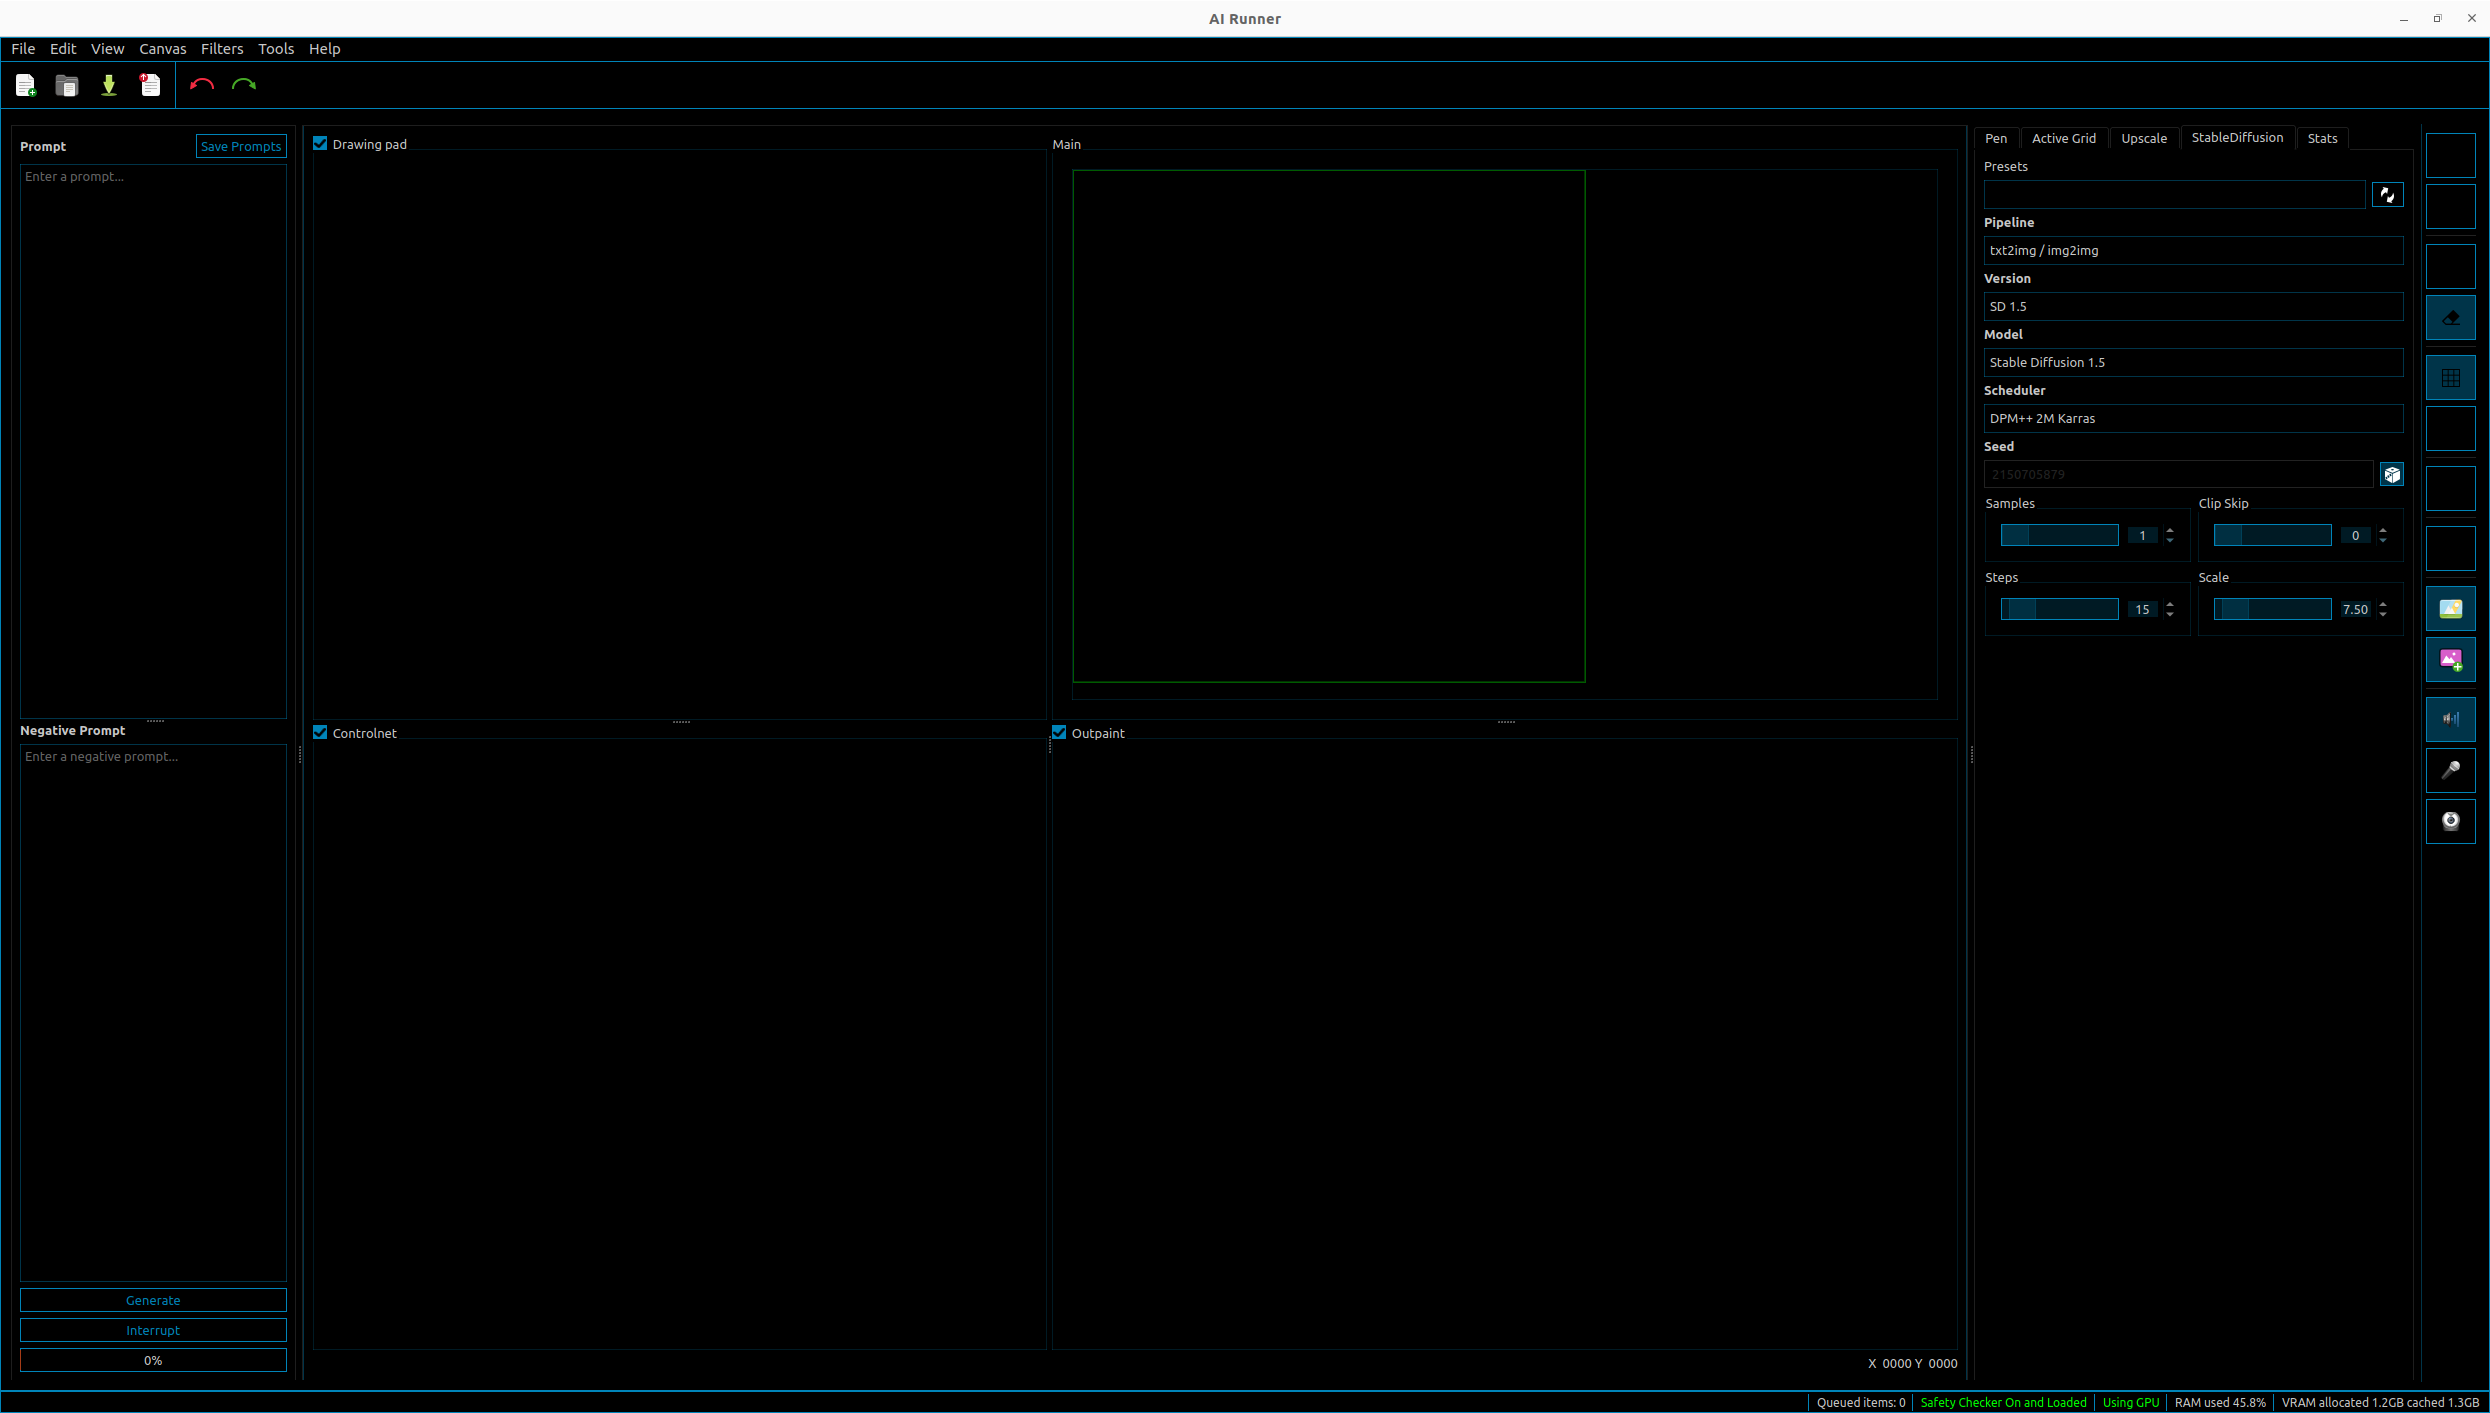 AI Runner
File Edit View Canvas Filters Tools Help
Prompt
Save Prompts
Enter a prompt...
Negative Prompt
Enter a negative prompt...
Generate
Interrupt
0%
Drawing pad
Main
Controlnet
Outpaint
X 0000 Y 0000
Pen Active Grid Upscale StableDiffusion Stats
Presets
Pipeline
txt2img / img2img
Version
SD 1.5
Model
Stable Diffusion 1.5
Scheduler
DPM++ 2M Karras
Seed
2150705879
Samples Clip Skip
1 0
Steps Scale
15 7.50
Queued items: 0 Safety Checker On and Loaded Using GPU RAM used 45.8% VRAM allocated 1.2GB cached 1.3GB